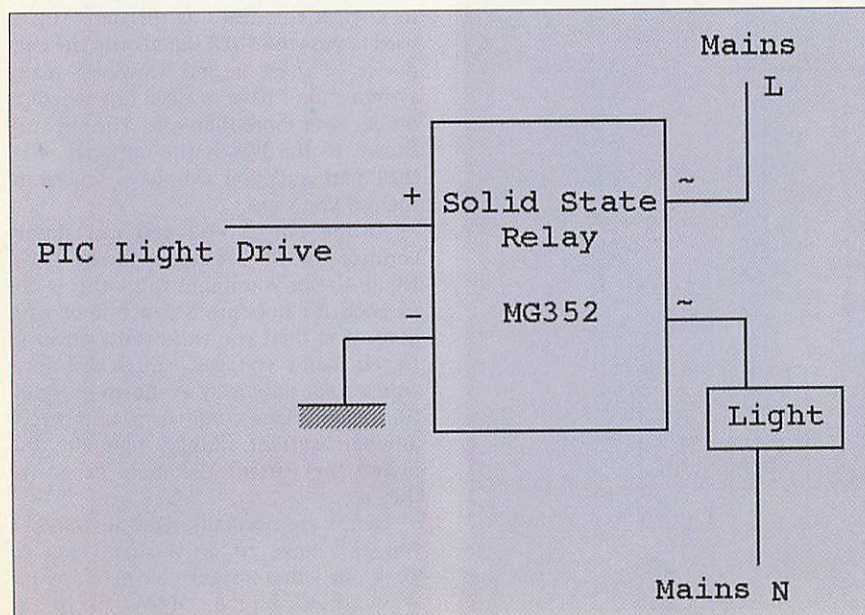 Mains
L
+
~
Solid State
Relay
PIC Light Drive
MG352
−
~
Light
Mains N